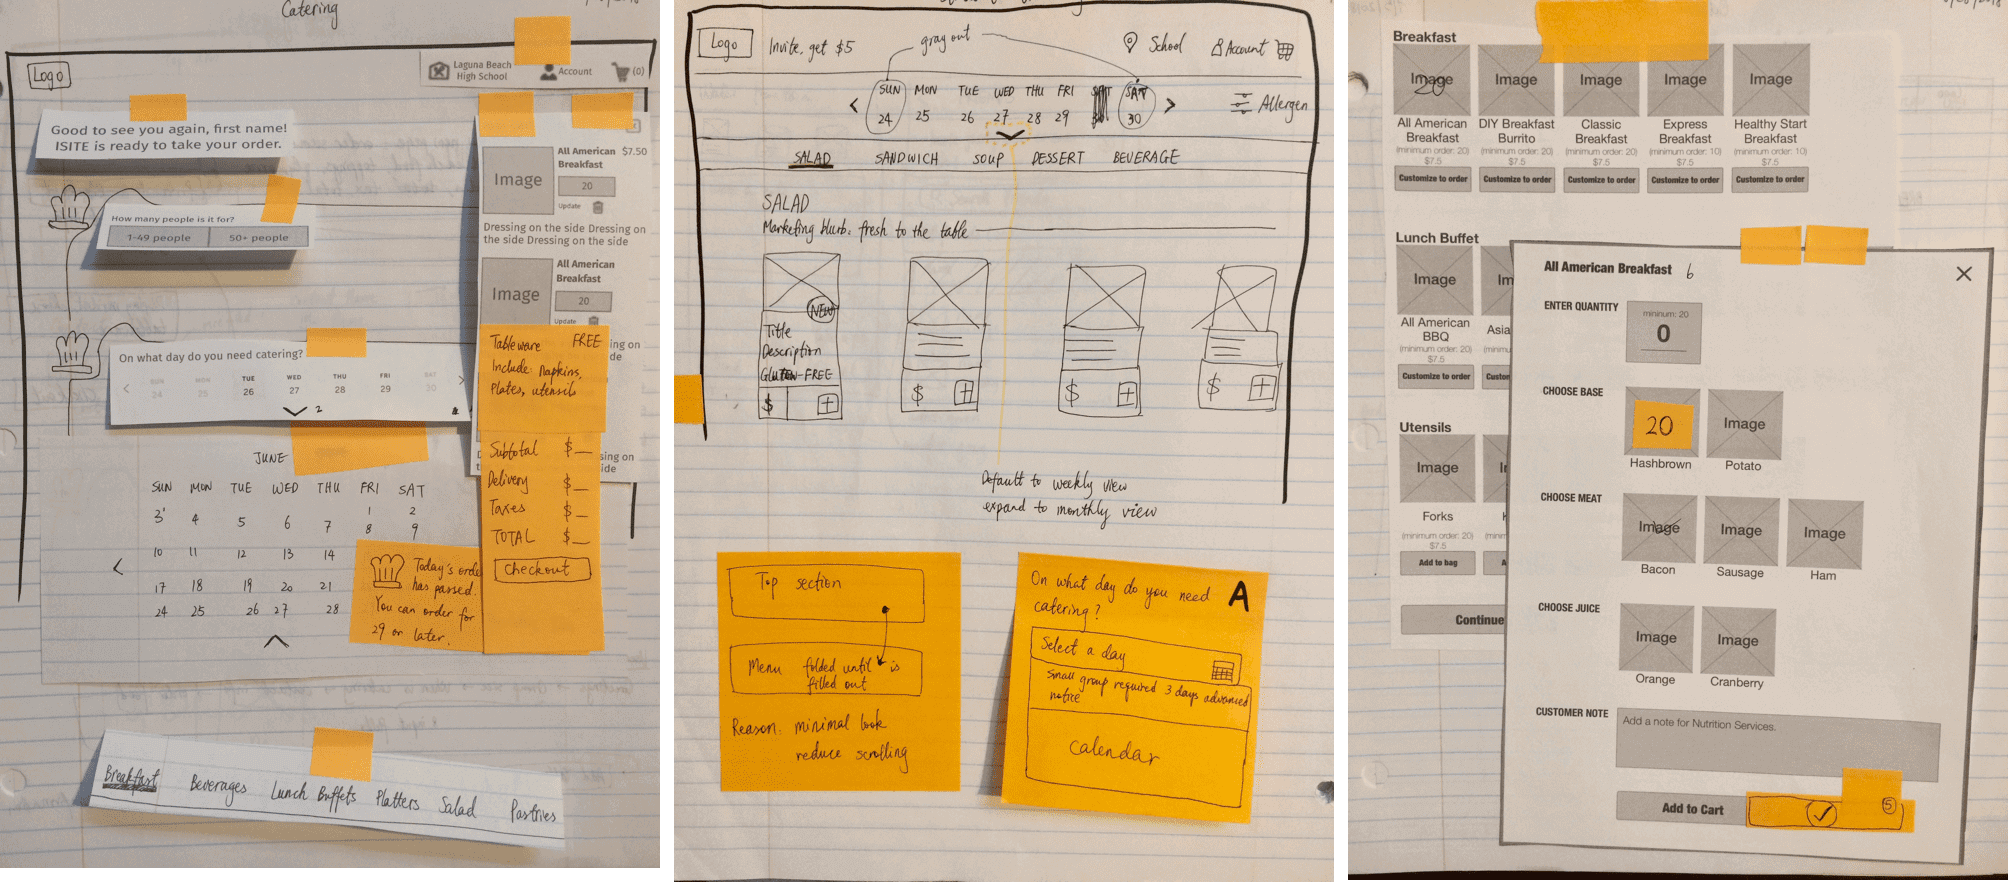 Catering
Logo
Laguna Beach
High School
Account
(0)
Good to see you again, first name!
ISITE is ready to take your order.
How many people is it for?
1-49 people
50+ people
On what day do you need catering?
SUN MON TUE WED THU FRI SAT
24 25 26 27 28 29 30
2
JUNE
SUN MON TUE WED THU FRI SAT
1 2
3 4 5 6 7 8 9
10 11 12 13 14
17 18 19 20 21
24 25 26 27 28
Today's order
has passed.
You can order for
29 or later.
All American $7.50
Breakfast
Image
20
Update
Dressing on the side Dressing on
the side Dressing on the side
All American
Breakfast
Image
20
Update
ing on
de
Tableware FREE
Include: Napkins,
Plates, utensils
sing on
ide
Subtotal $_
Delivery $_
Taxes $_
TOTAL $_
Checkout
Breakfast Beverages Lunch Buffets Platters Salad Pastries
Logo
Invite, get $5
gray out
School
Account
SUN MON TUE WED THU FRI SAT
24 25 26 27 28 29 30
Allergen
SALAD SANDWICH SOUP DESSERT BEVERAGE
SALAD
Marketing blurb: fresh to the table
NEW
Title
Description
GLUTEN-FREE
$ +
$ +
$ +
$ +
Default to weekly view
expand to monthly view
Top section
Menu folded until is
filled out
Reason: minimal look
reduce scrolling
On what day do you need
catering?
A
Select a day
Small group required 3 days advanced
notice
Calendar
Breakfast
Image Image Image Image Image
20
All American
Breakfast
(minimum order: 20)
$7.5
Customize to order
DIY Breakfast
Burrito
(minimum order: 20)
$7.5
Customize to order
Classic
Breakfast
(minimum order: 20)
$7.5
Customize to order
Express
Breakfast
(minimum order: 10)
$7.5
Customize to order
Healthy Start
Breakfast
(minimum order: 10)
$7.5
Customize to order
Lunch Buffet
Image
Im
All American
BBQ
(minimum order: 20)
$7.5
Customize to order
Asia
(minimu
$
Custon
Utensils
Image
Forks
(minimum order: 20)
$7.5
Add to bag
Continue
All American Breakfast 6
ENTER QUANTITY
minimum: 20
0
CHOOSE BASE
20
Hashbrown
Image
Potato
CHOOSE MEAT
Image Image Image
Bacon Sausage Ham
CHOOSE JUICE
Image Image
Orange Cranberry
CUSTOMER NOTE
Add a note for Nutrition Services.
Add to Cart
5